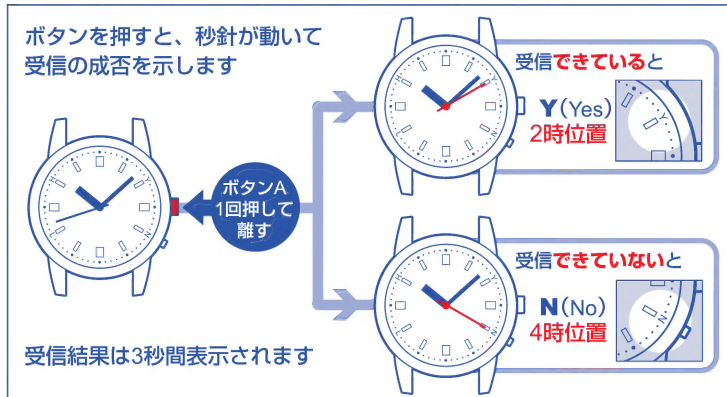 ボタンを押すと、秒針が動いて
受信の成否を示します
ボタンA
1回押して
離す
受信結果は3秒間表示されます
受信できていると
Y(Yes)
2時位置
受信できていないと
N(No)
4時位置